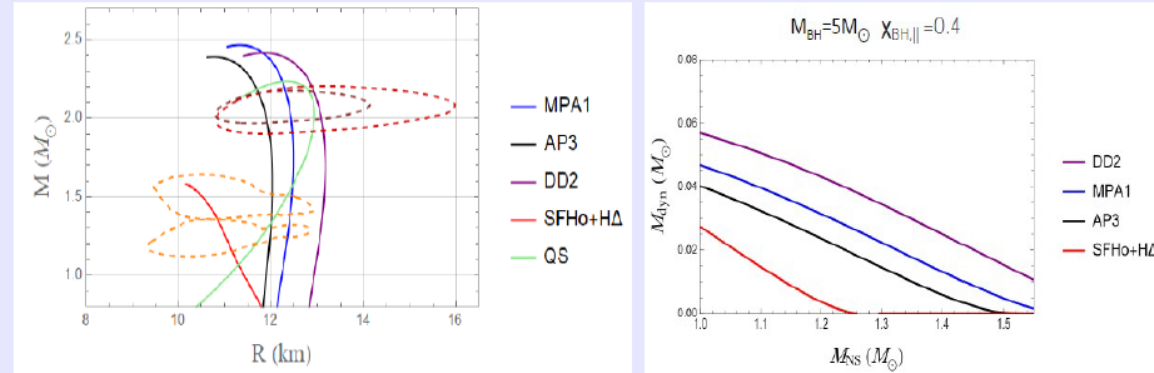 2.5
2.0
1.5
1.0
M (M⊙)
8 10 12 14 16
R (km)
MPA1
AP3
DD2
SFHo+HΔ
QS
M_BH=5M⊙ χ_BH,||=0.4
0.08
0.06
0.04
0.02
0.00
M_dyn (M⊙)
1.0 1.1 1.2 1.3 1.4 1.5
M_NS (M⊙)
DD2
MPA1
AP3
SFHo+HΔ